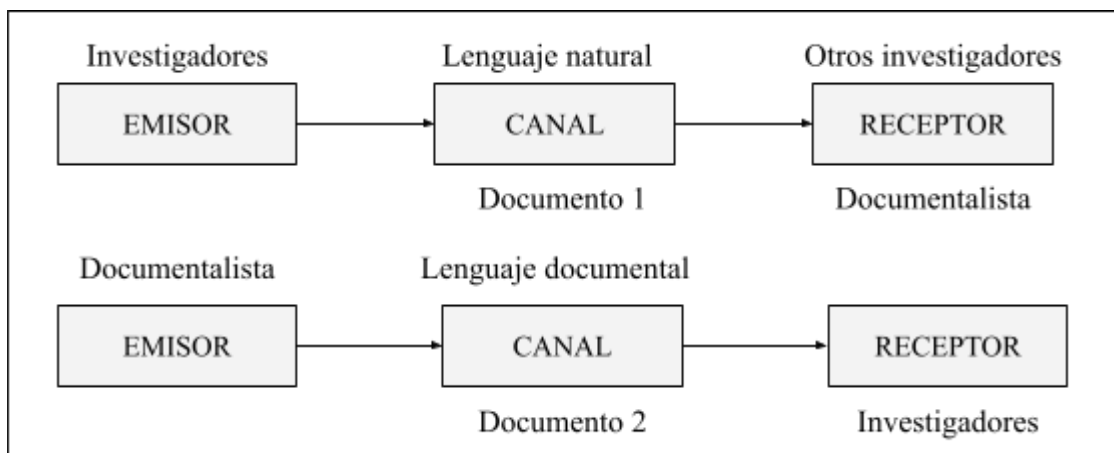 Investigadores Lenguaje natural Otros investigadores
EMISOR CANAL RECEPTOR
Documento 1 Documentalista
Documentalista Lenguaje documental
EMISOR CANAL RECEPTOR
Documento 2 Investigadores